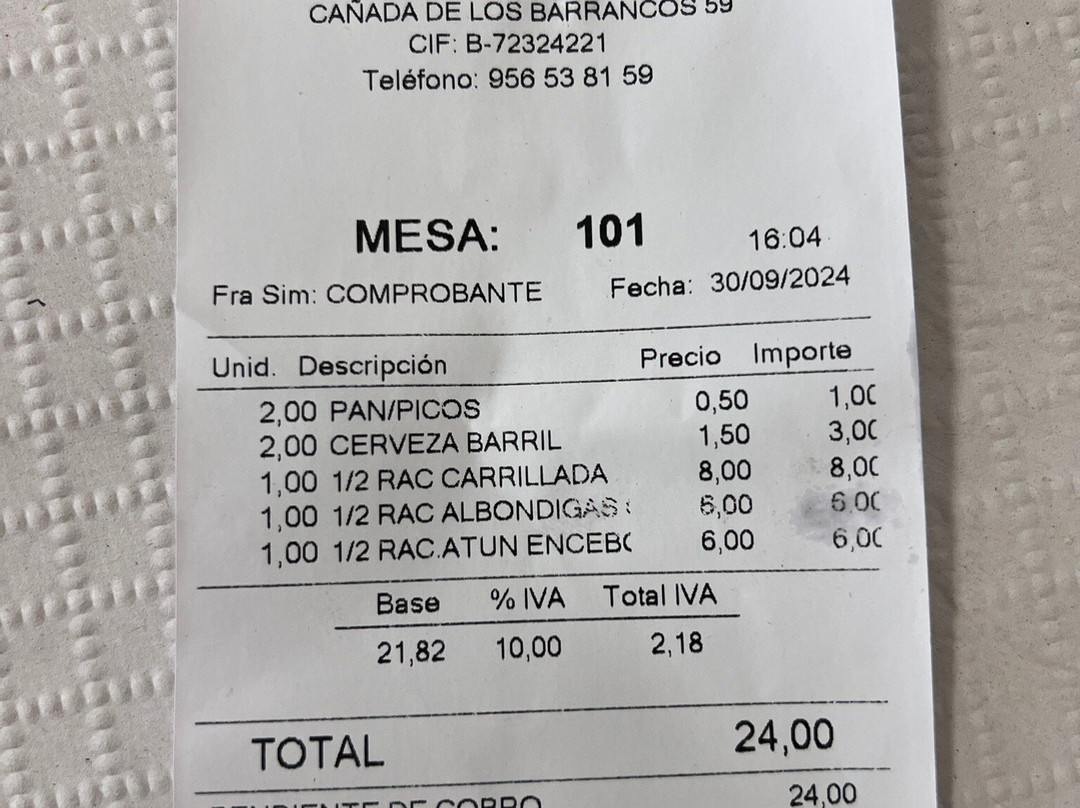 CAÑADA DE LOS BARRANCOS 59
CIF: B-72324221
Teléfono: 956 53 81 59
MESA: 101 16:04
Fra Sim: COMPROBANTE Fecha: 30/09/2024
Unid. Descripción Precio Importe
2,00 PAN/PICOS 0,50 1,00
2,00 CERVEZA BARRIL 1,50 3,00
1,00 1/2 RAC CARRILLADA 8,00 8,00
1,00 1/2 RAC ALBONDIGAS 6,00 6,00
1,00 1/2 RAC.ATUN ENCEBO 6,00 6,00
Base % IVA Total IVA
21,82 10,00 2,18
TOTAL 24,00
PENDIENTE DE COBRO 24,00